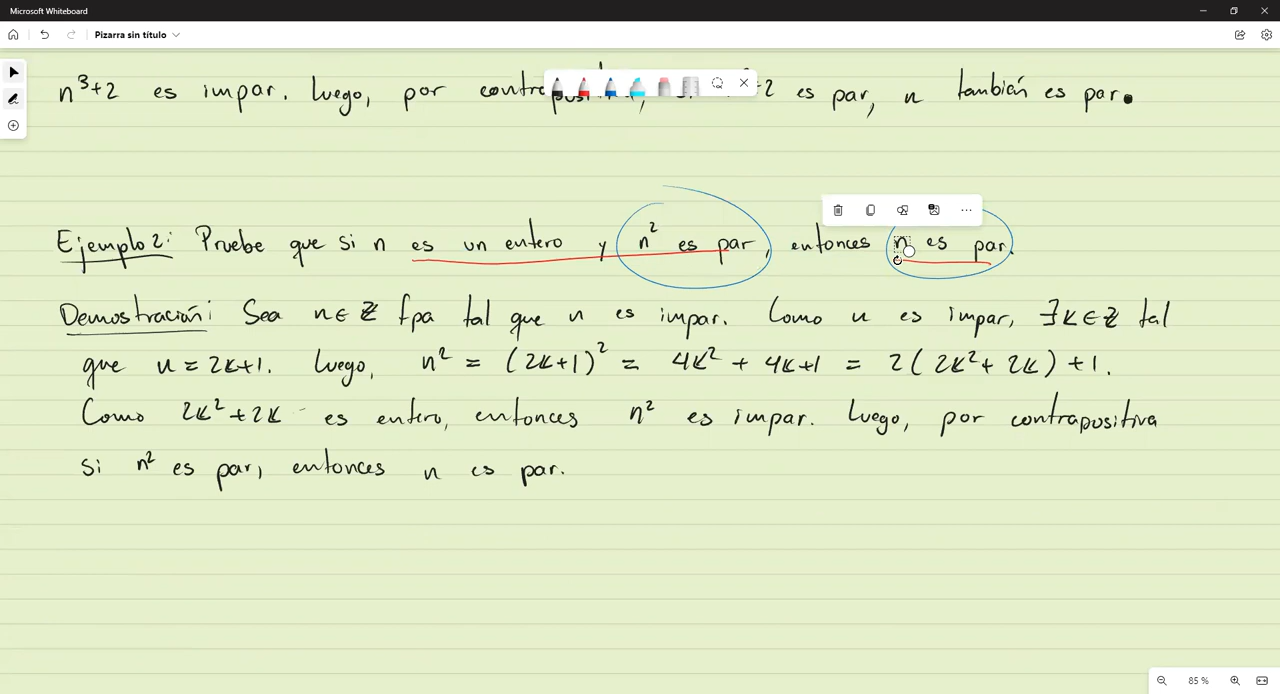 Microsoft Whiteboard
Pizarra sin título
n³+2 es impar. Luego, por 2 es par, n también es par.
Ejemplo 2: Pruebe que si n es un entero y n² es par, entonces n es par.
Demostración: Sea n∈ℤ fpa tal que n es impar. Como n es impar, ∃k∈ℤ tal
que n=2k+1. Luego, n² = (2k+1)² = 4k² + 4k+1 = 2(2k²+2k)+1.
Como 2k²+2k es entero, entonces n² es impar. Luego, por contrapositiva
si n² es par, entonces n es par.
85 %